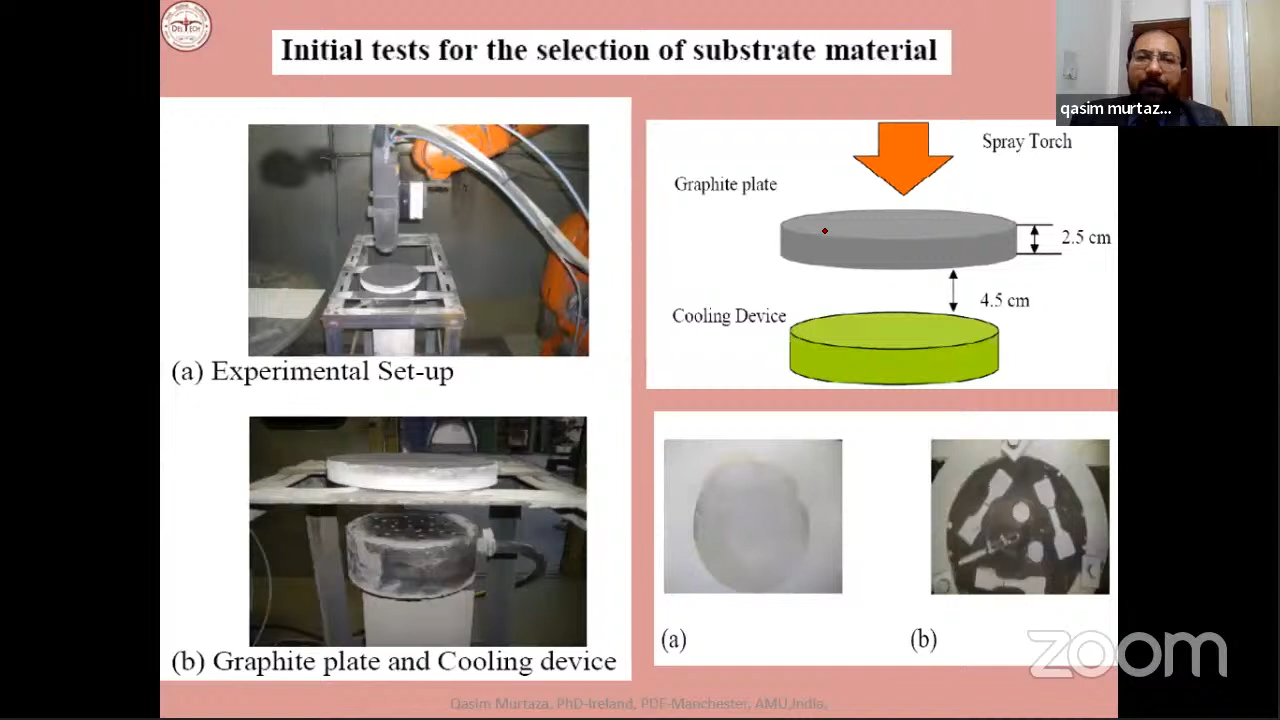 DELTECH
Initial tests for the selection of substrate material
qasim murtaz...
(a) Experimental Set-up
(b) Graphite plate and Cooling device
Spray Torch
Graphite plate
2.5 cm
4.5 cm
Cooling Device
(a)
(b)
zoom
Qasim Murtaza, PhD-Ireland, PDF-Manchester, AMU,India,